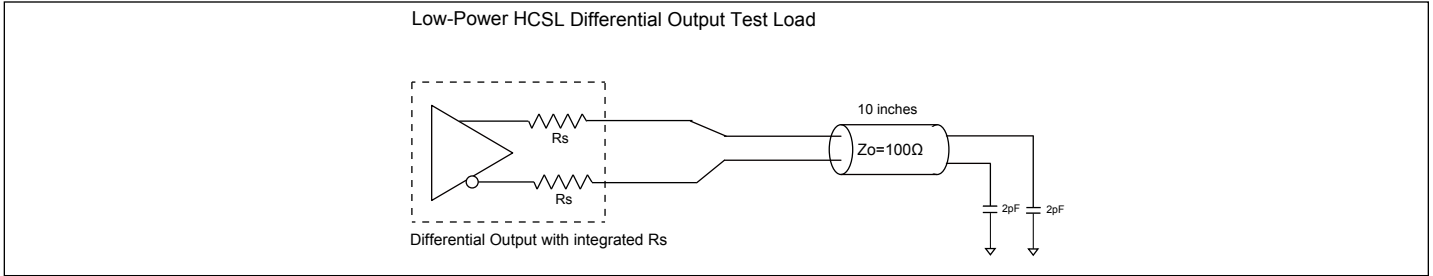 Low-Power HCSL Differential Output Test Load
10 inches
Rs
Zo=100Ω
Rs
2pF
2pF
Differential Output with integrated Rs